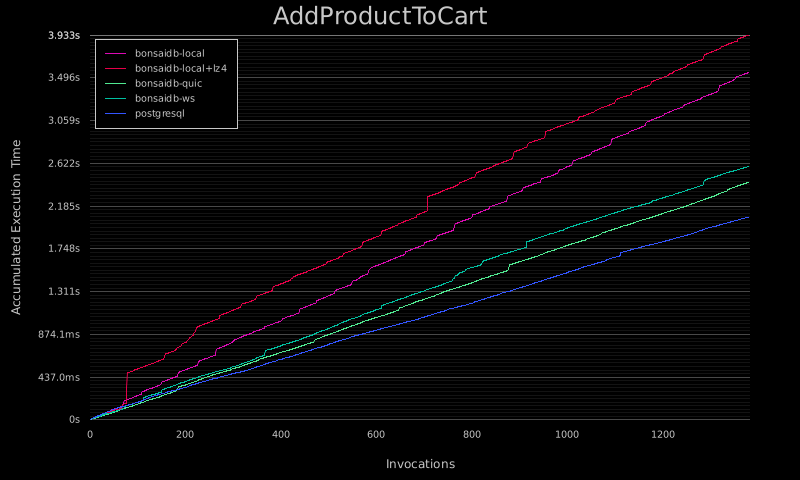 AddProductToCart
3.933s
3.496s
3.059s
2.622s
2.185s
1.748s
1.311s
874.1ms
437.0ms
0s
bonsaidb-local
bonsaidb-local+lz4
bonsaidb-quic
bonsaidb-ws
postgresql
Accumulated Execution Time
0 200 400 600 800 1000 1200
Invocations